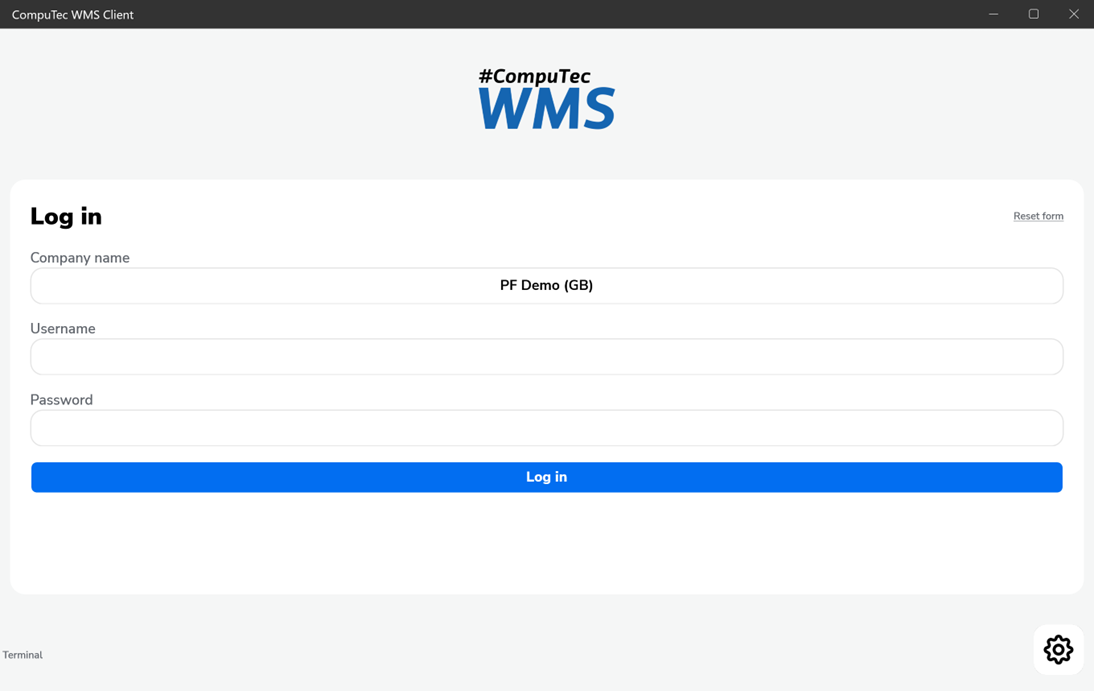 CompuTec WMS Client
#CompuTec
WMS
Log in
Reset form
Company name
PF Demo (GB)
Username
Password
Log in
Terminal